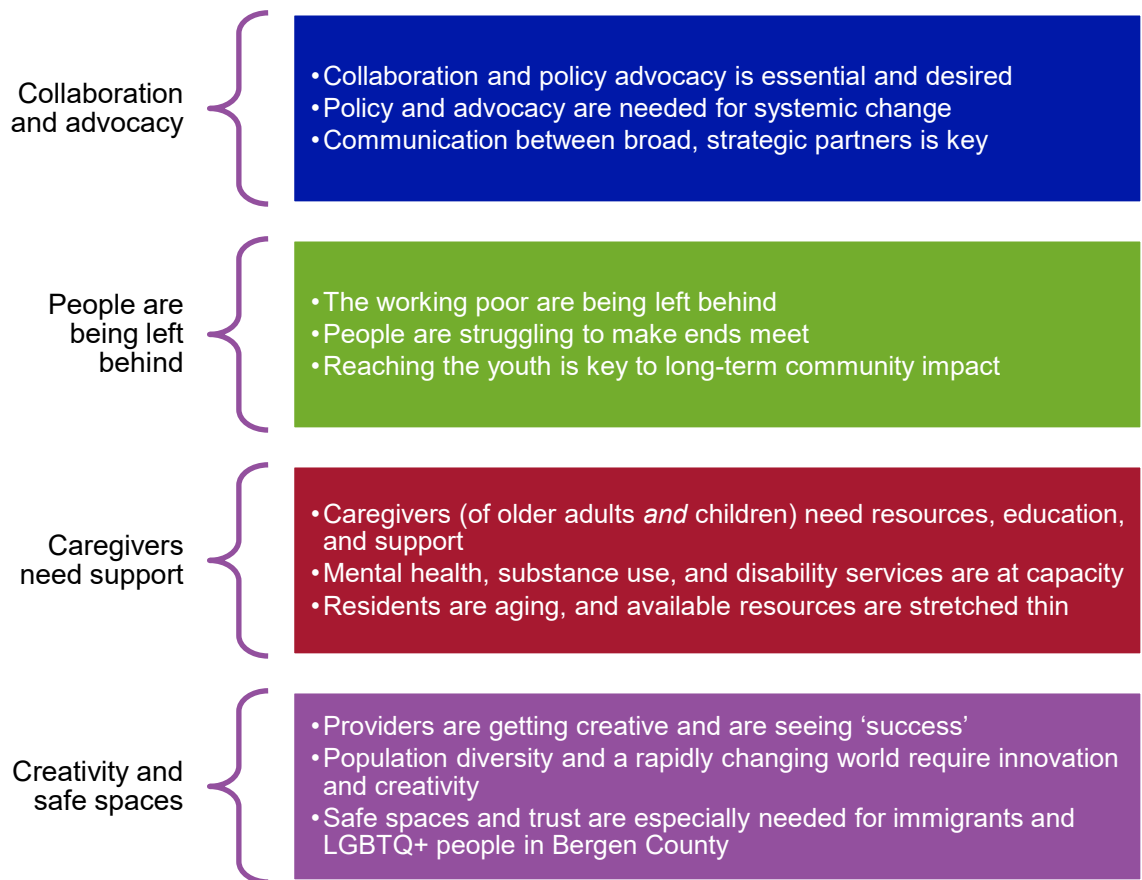 Collaboration
and advocacy
•Collaboration and policy advocacy is essential and desired
•Policy and advocacy are needed for systemic change
•Communication between broad, strategic partners is key
People are
being left
behind
•The working poor are being left behind
•People are struggling to make ends meet
•Reaching the youth is key to long-term community impact
Caregivers
need support
•Caregivers (of older adults and children) need resources, education,
and support
•Mental health, substance use, and disability services are at capacity
•Residents are aging, and available resources are stretched thin
Creativity and
safe spaces
•Providers are getting creative and are seeing ‘success’
•Population diversity and a rapidly changing world require innovation
and creativity
•Safe spaces and trust are especially needed for immigrants and
LGBTQ+ people in Bergen County